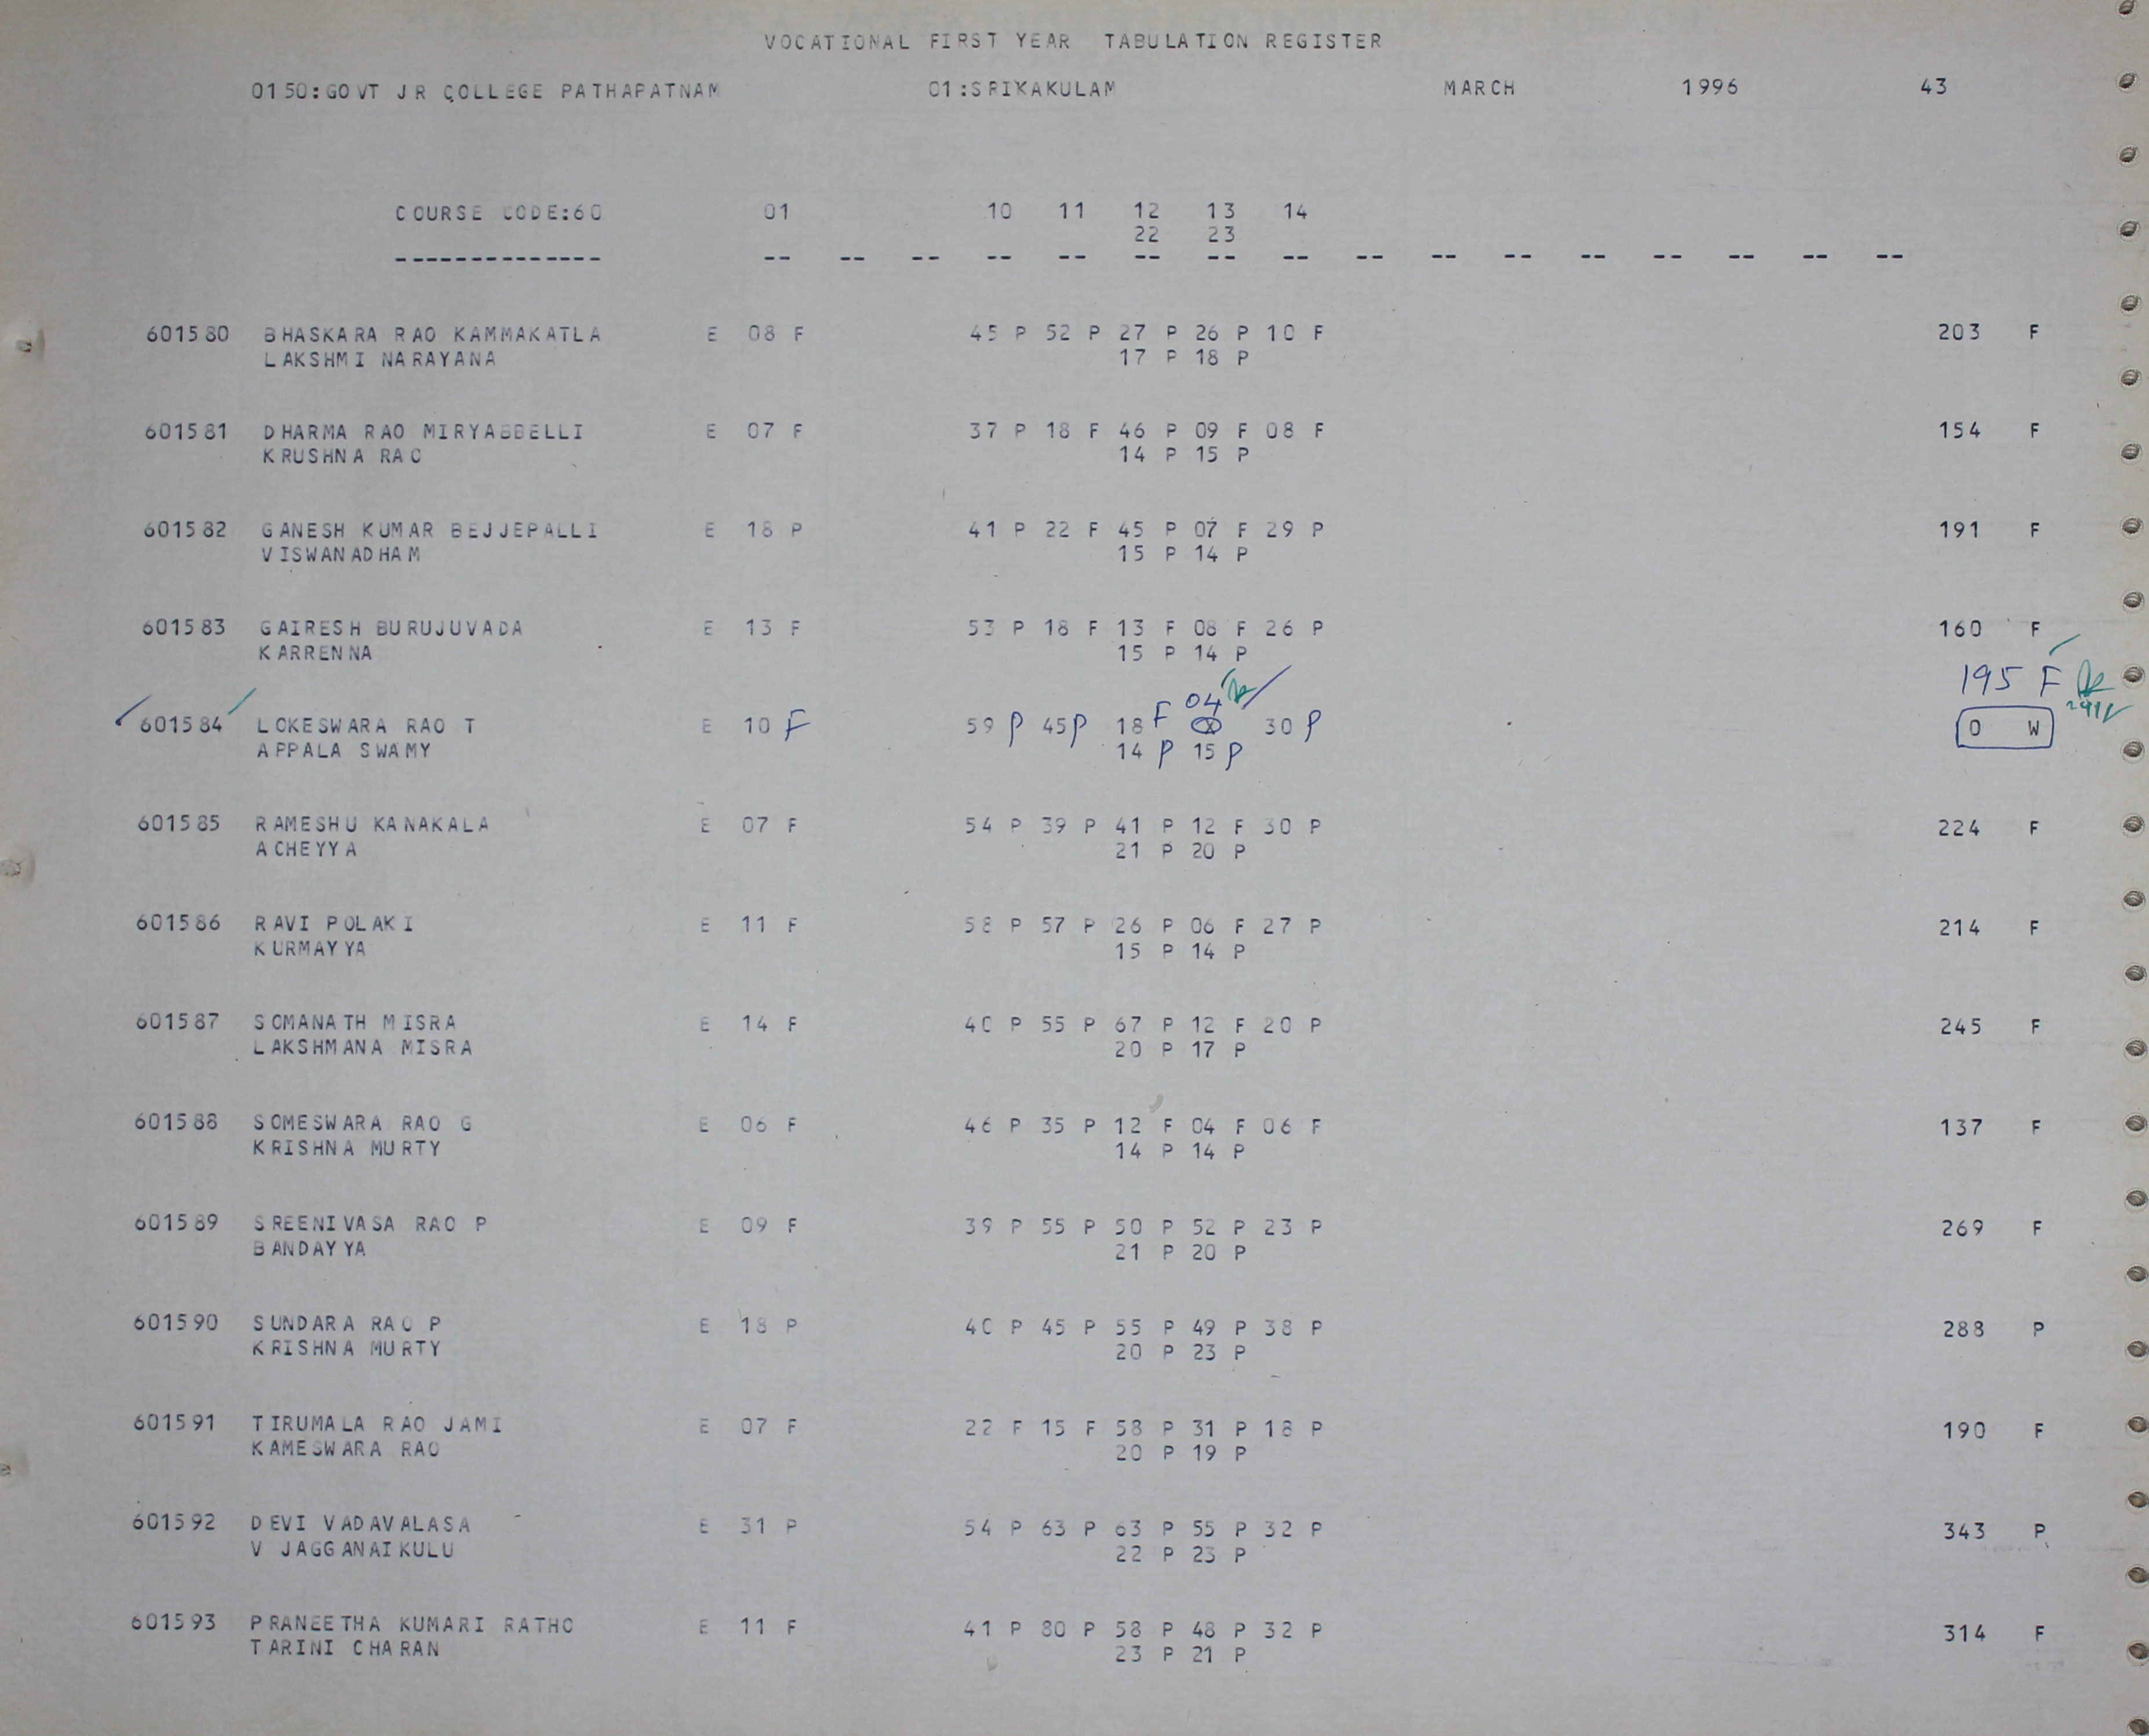 VOCATIONAL FIRST YEAR TABULATION REGISTER
0150:GOVT JR COLLEGE PATHAPATNAM 01:SRIKAKULAM MARCH 1996 43
COURSE CODE:60 01 10 11 12 13 14
22 23
-------------- -- -- -- -- -- -- -- -- -- -- -- -- -- -- -- --
601580 BHASKARA RAO KAMMAKATLA E 08 F 45 P 52 P 27 P 26 P 10 F 203 F
LAKSHMI NARAYANA 17 P 18 P
601581 DHARMA RAO MIRYABBELLI E 07 F 37 P 18 F 46 P 09 F 08 F 154 F
KRUSHNA RAO 14 P 15 P
601582 GANESH KUMAR BEJJEPALLI E 18 P 41 P 22 F 45 P 07 F 29 P 191 F
VISWANADHAM 15 P 14 P
601583 GAIRESH BURUJUVADA E 13 F 53 P 18 F 13 F 08 F 26 P 160 F
KARRENNA 15 P 14 P
04 195 F
601584 LOKESWARA RAO T E 10 F 59 P 45 P 18 F 30 P 0 W
APPALA SWAMY 14 P 15 P
601585 RAMESHU KANAKALA E 07 F 54 P 39 P 41 P 12 F 30 P 224 F
ACHEYYA 21 P 20 P
601586 RAVI POLAKI E 11 F 58 P 57 P 26 P 06 F 27 P 214 F
KURMAYYA 15 P 14 P
601587 SOMANATH MISRA E 14 F 40 P 55 P 67 P 12 F 20 P 245 F
LAKSHMANA MISRA 20 P 17 P
601588 SOMESWARA RAO G E 06 F 46 P 35 P 12 F 04 F 06 F 137 F
KRISHNA MURTY 14 P 14 P
601589 SREENIVASA RAO P E 09 F 39 P 55 P 50 P 52 P 23 P 269 F
BANDAYYA 21 P 20 P
601590 SUNDARA RAO P E 18 P 40 P 45 P 55 P 49 P 38 P 288 P
KRISHNA MURTY 20 P 23 P
601591 TIRUMALA RAO JAMI E 07 F 22 F 15 F 58 P 31 P 18 P 190 F
KAMESWARA RAO 20 P 19 P
601592 DEVI VADAVALASA E 31 P 54 P 63 P 63 P 55 P 32 P 343 P
V JAGGANAIKULU 22 P 23 P
601593 PRANEETHA KUMARI RATHO E 11 F 41 P 80 P 58 P 48 P 32 P 314 F
TARINI CHARAN 23 P 21 P